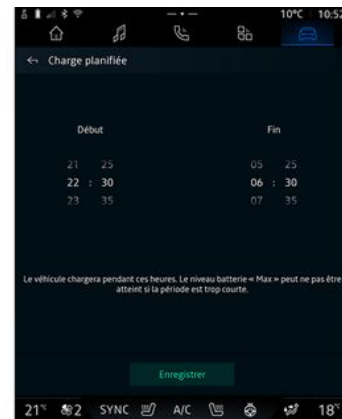 10°C 10:52
Charge planifiée
Début Fin
21 25 05 25
22 : 30 06 : 30
23 35 07 35
Le véhicule chargera pendant ces heures. Le niveau batterie « Max » peut ne pas être
atteint si la période est trop courte.
Enregistrer
21°C 2 SYNC A/C 18°